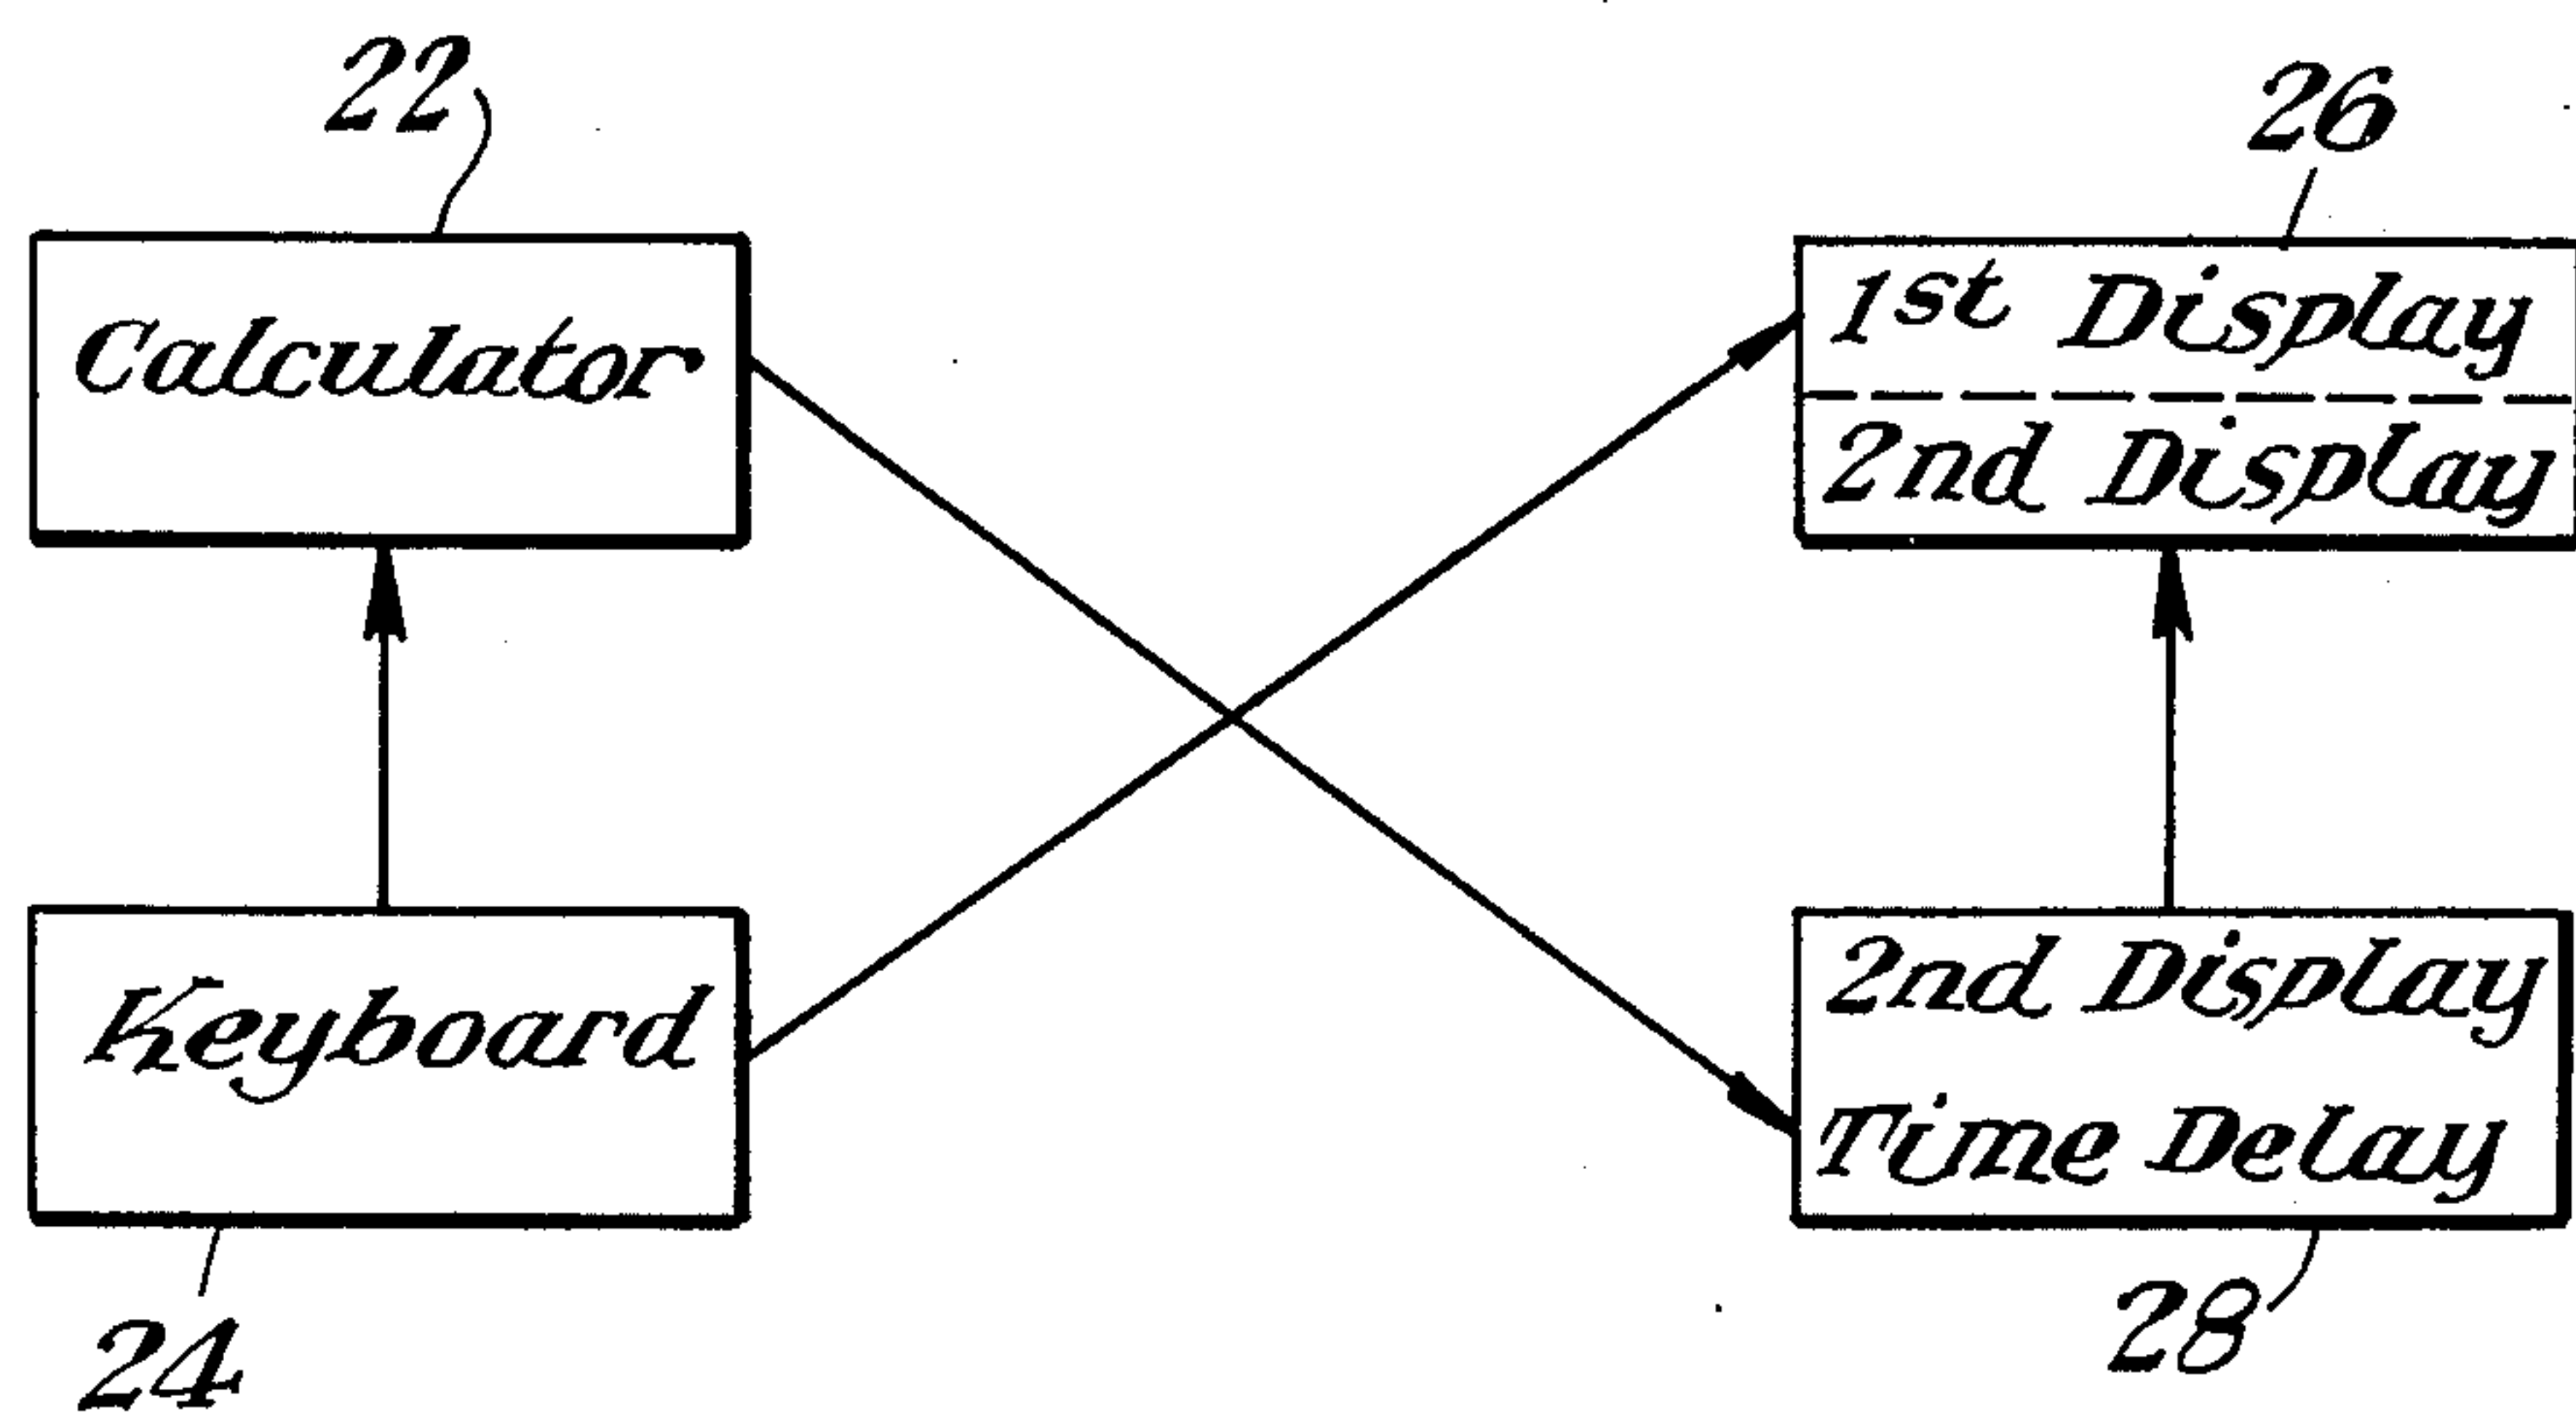 22
26
Calculator
1st Display
2nd Display
Keyboard
2nd Display
Time Delay
24
28